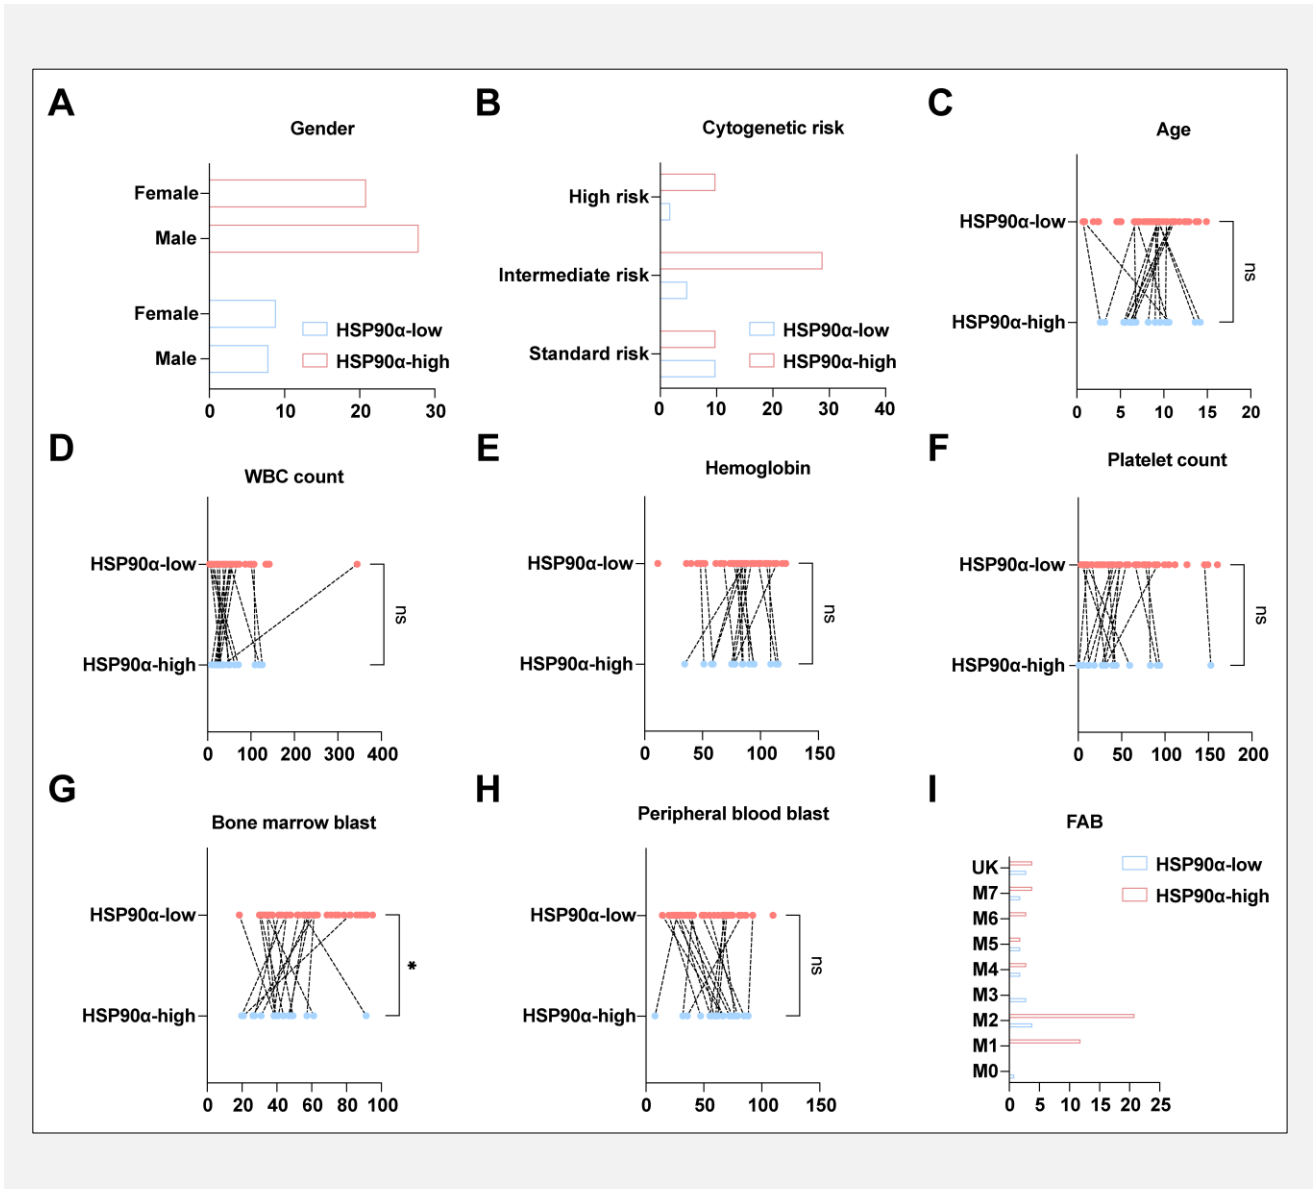 A
Gender
Female
Male
Female
Male
HSP90α-low
HSP90α-high
0 10 20 30
B
Cytogenetic risk
High risk
Intermediate risk
Standard risk
HSP90α-low
HSP90α-high
0 10 20 30 40
C
Age
HSP90α-low
HSP90α-high
ns
0 5 10 15 20
D
WBC count
HSP90α-low
HSP90α-high
ns
0 100 200 300 400
E
Hemoglobin
HSP90α-low
HSP90α-high
ns
50 100 150
F
Platelet count
HSP90α-low
HSP90α-high
ns
0 50 100 150 200
G
Bone marrow blast
HSP90α-low
HSP90α-high
*
0 20 40 60 80 100
H
Peripheral blood blast
HSP90α-low
HSP90α-high
ns
0 50 100 150
I
FAB
UK
M7
M6
M5
M4
M3
M2
M1
M0
HSP90α-low
HSP90α-high
0 5 10 15 20 25